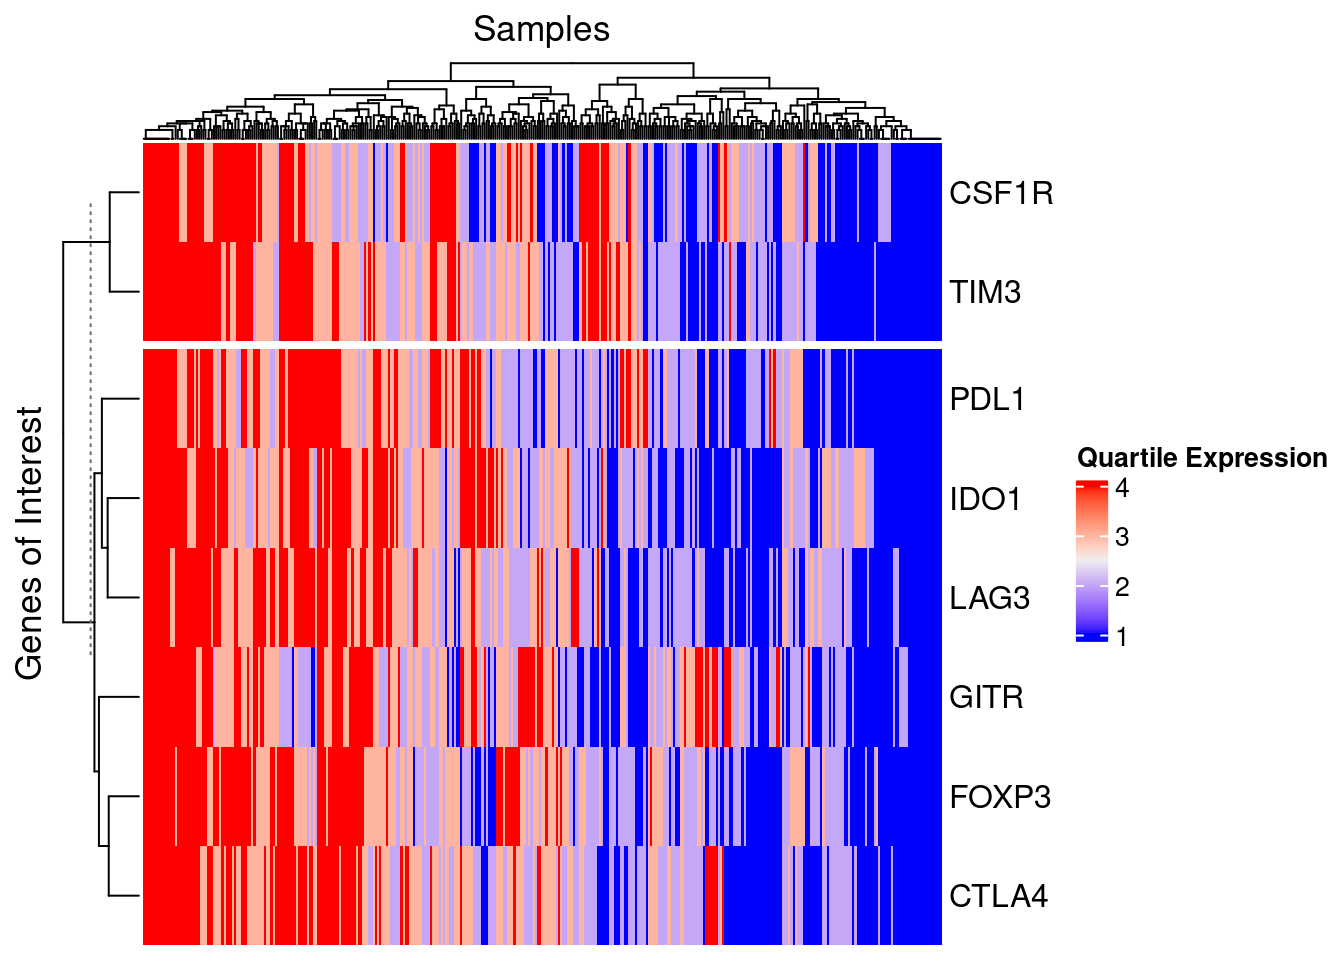 Samples
Genes of Interest
CSF1R
TIM3
PDL1
IDO1
LAG3
GITR
FOXP3
CTLA4
Quartile Expression
4
3
2
1